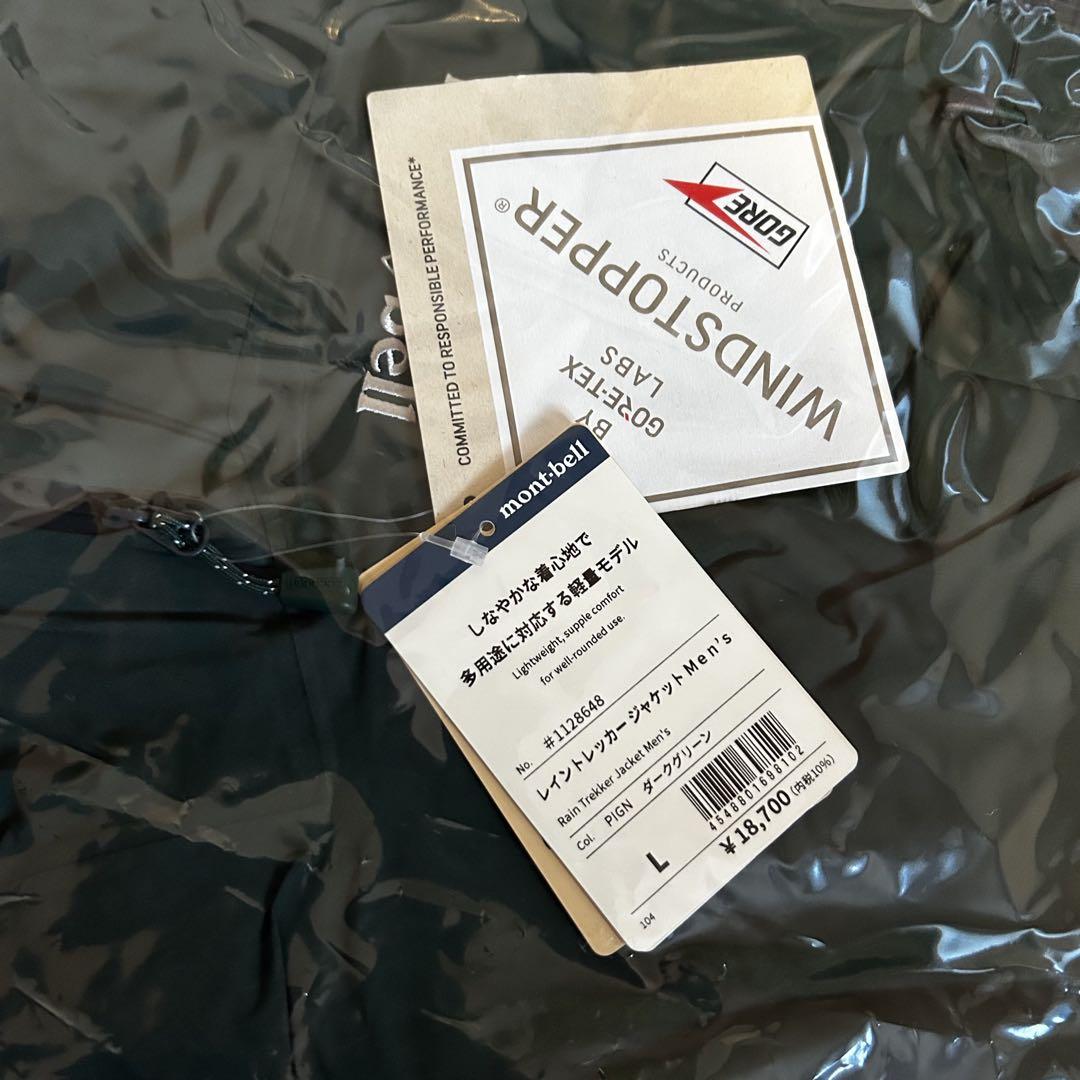 COMMITTED TO RESPONSIBLE PERFORMANCE*
GORE
PRODUCTS
WINDSTOPPER®
BY
GORE-TEX
LABS
ell
mont·bell
しなやかな着心地で
多用途に対応する軽量モデル
Lightweight, supple comfort
for well-rounded use.
No. #1128648
レイントレッカー ジャケット Men's
Rain Trekker Jacket Men's
Col. PIGN ダークグリーン
4548801698102
L ¥18,700 (内税10%)
104